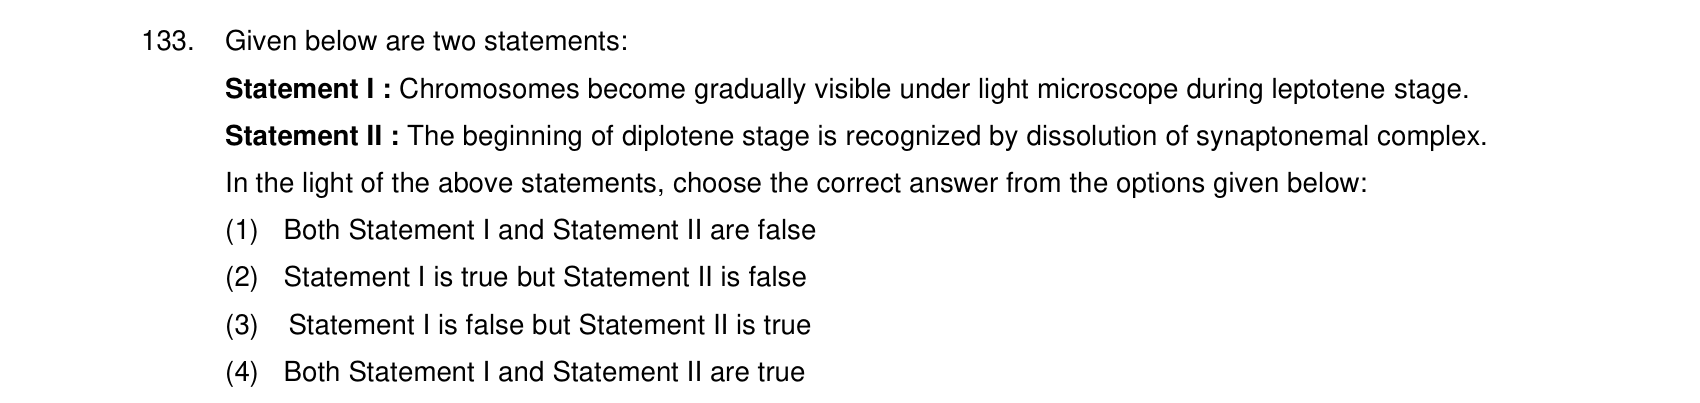 133. Given below are two statements:
Statement I : Chromosomes become gradually visible under light microscope during leptotene stage.
Statement II : The beginning of diplotene stage is recognized by dissolution of synaptonemal complex.
In the light of the above statements, choose the correct answer from the options given below:
(1) Both Statement I and Statement II are false
(2) Statement I is true but Statement II is false
(3) Statement I is false but Statement II is true
(4) Both Statement I and Statement II are true